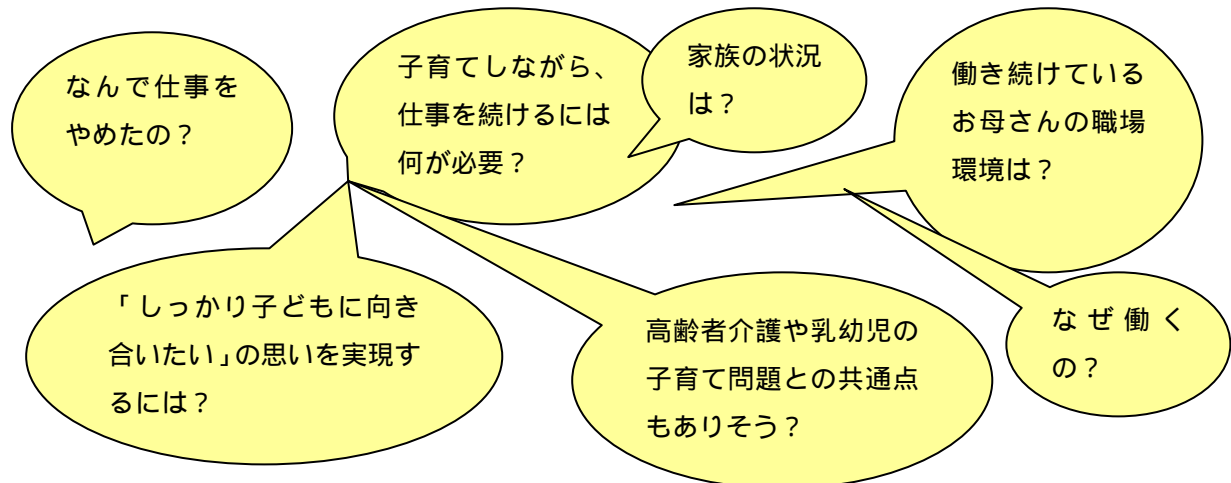 なんで仕事を
やめたの？
子育てしながら、
仕事を続けるには
何が必要？
家族の状況
は？
働き続けている
お母さんの職場
環境は？
「しっかり子どもに向き
合いたい」の思いを実現す
るには？
高齢者介護や乳幼児の
子育て問題との共通点
もありそう？
なぜ働く
の？